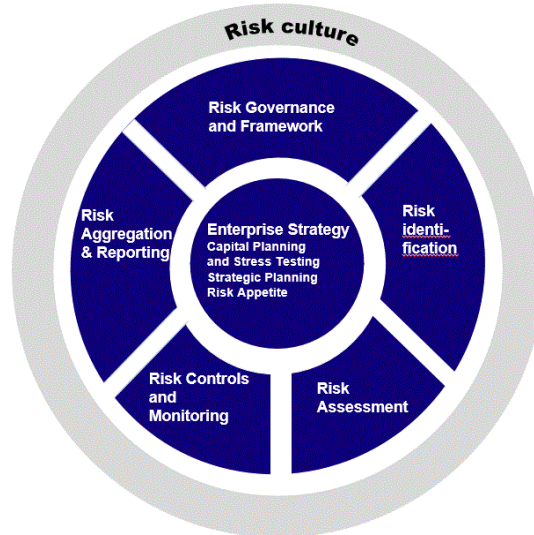 Risk culture
Risk Governance
and Framework
Risk
identi-
fication
Risk
Assessment
Risk Controls
and
Monitoring
Risk
Aggregation
& Reporting
Enterprise Strategy
Capital Planning
and Stress Testing
Strategic Planning
Risk Appetite